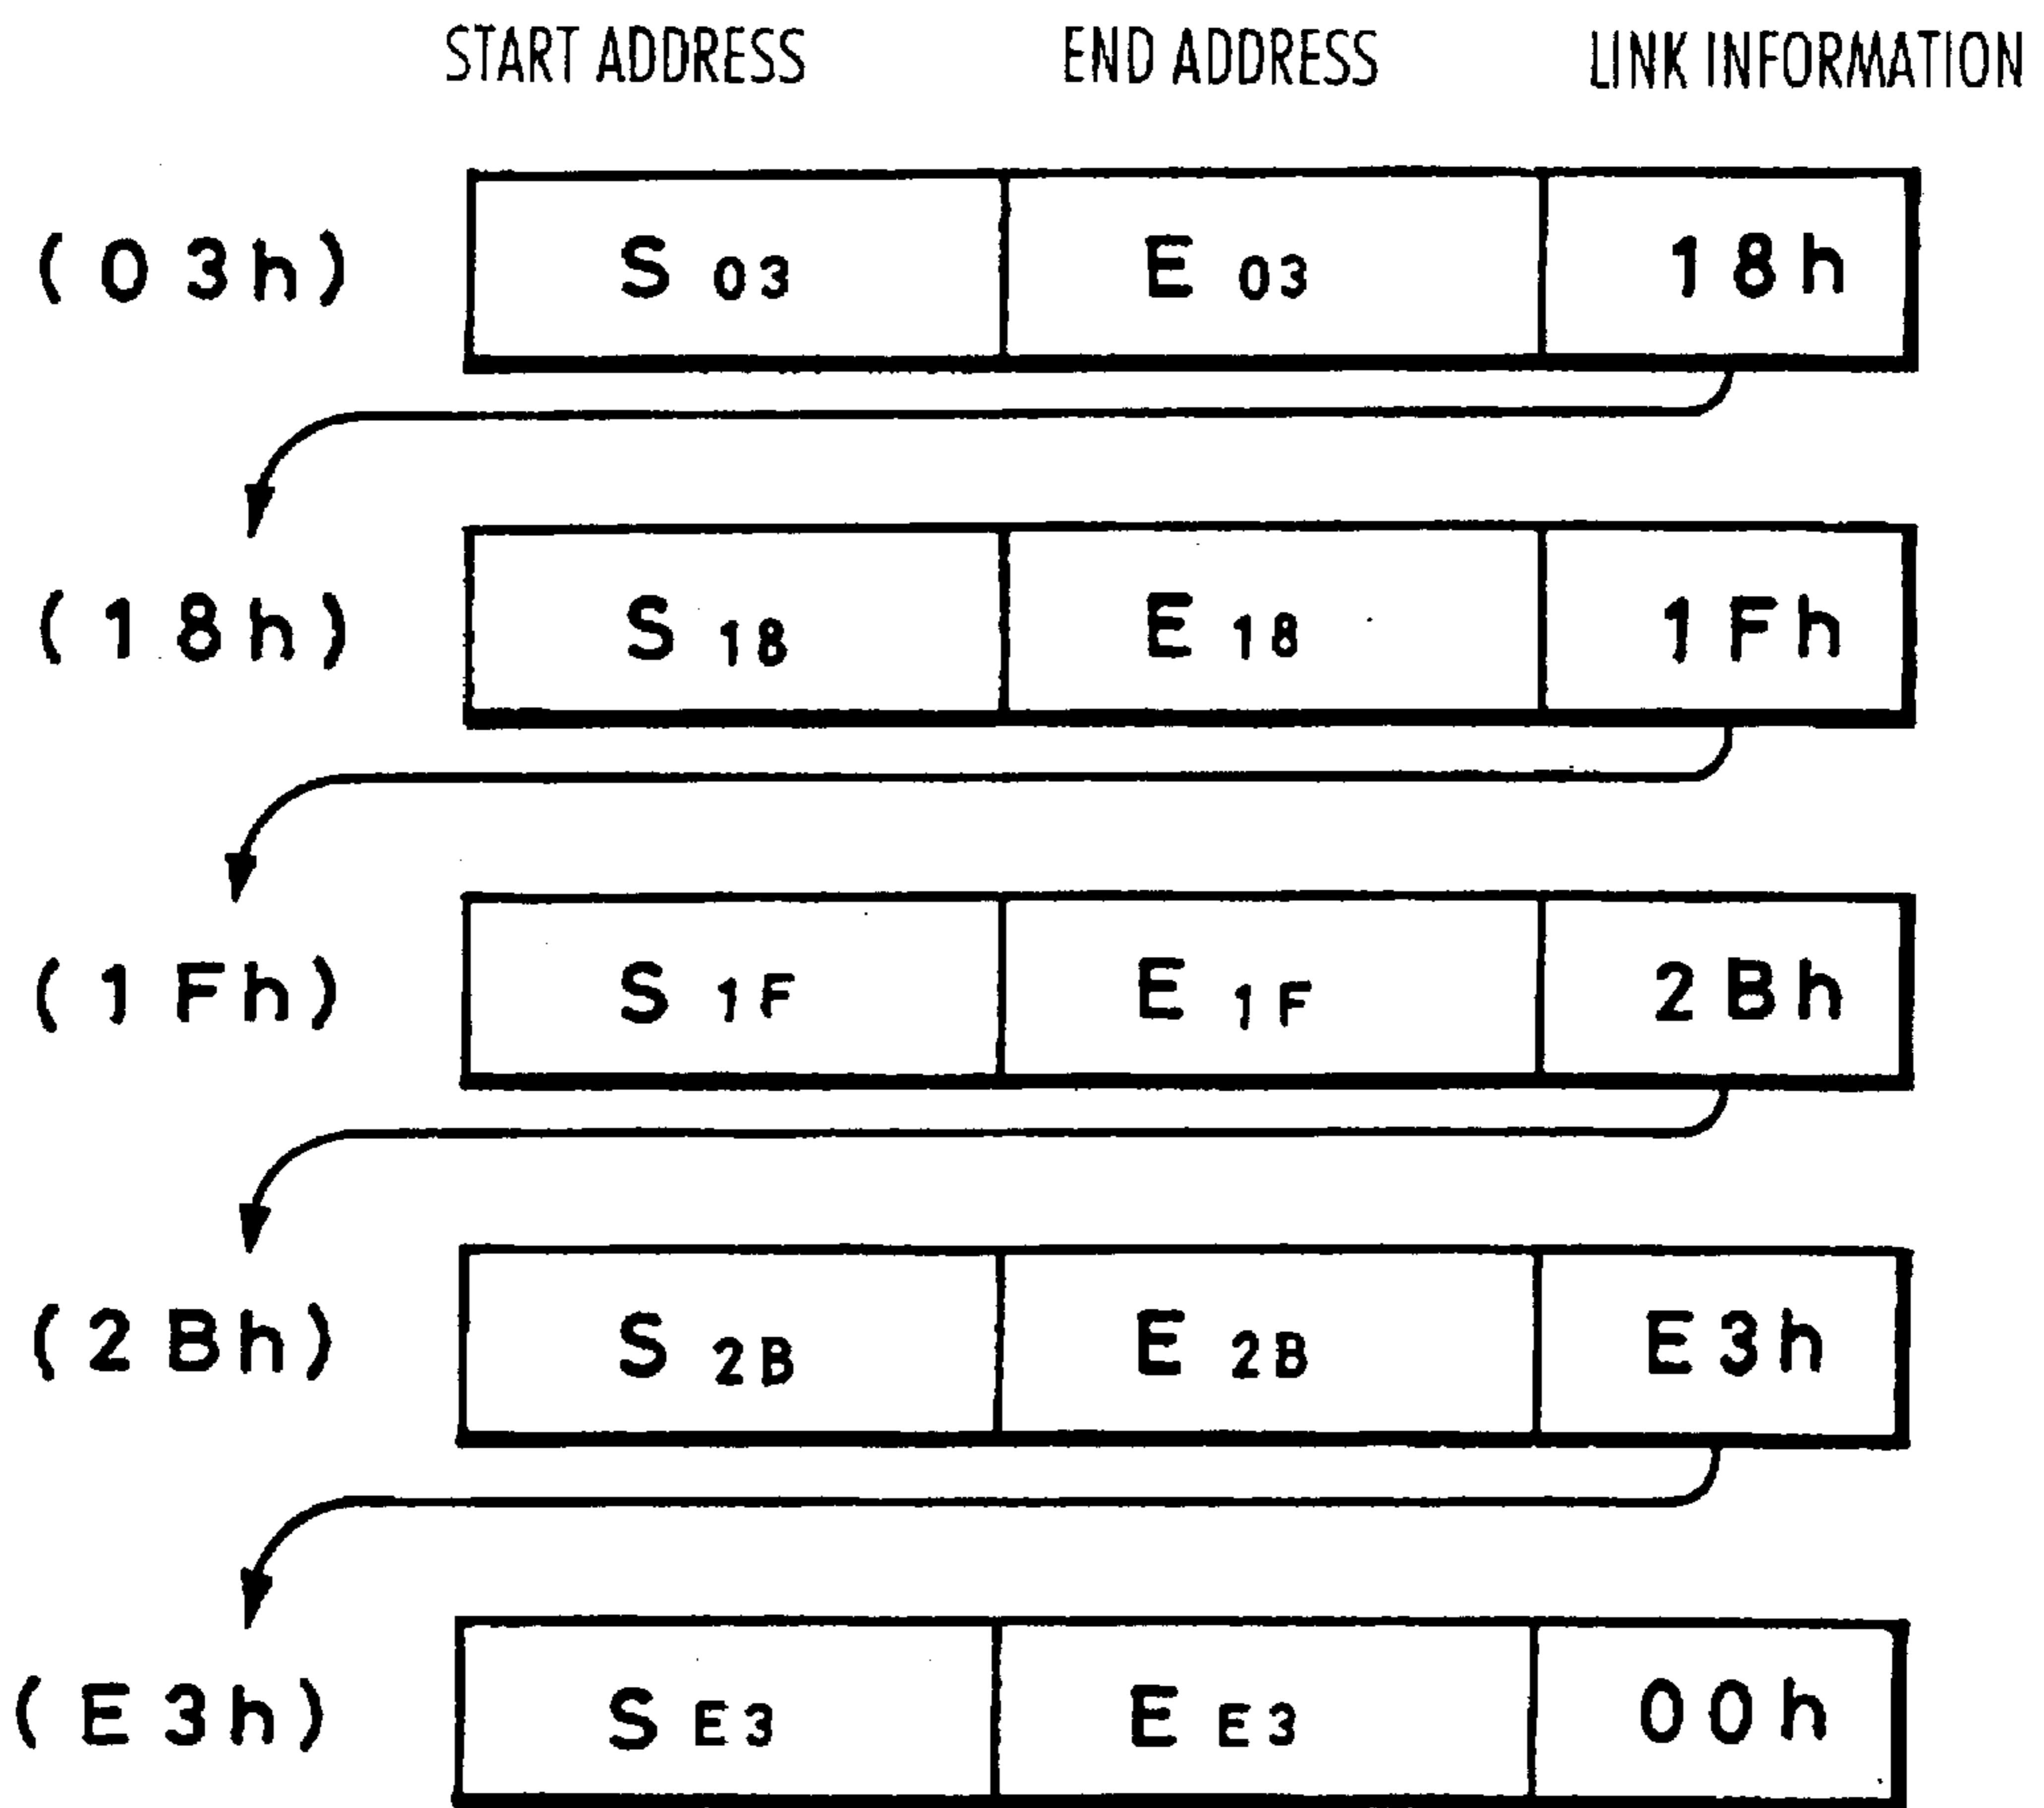 START ADDRESS END ADDRESS LINK INFORMATION
(03h) S 03 E 03 18h
(18h) S 18 E 18 1Fh
(1Fh) S 1F E 1F 2Bh
(2Bh) S 2B E 2B E3h
(E3h) S E3 E E3 00h